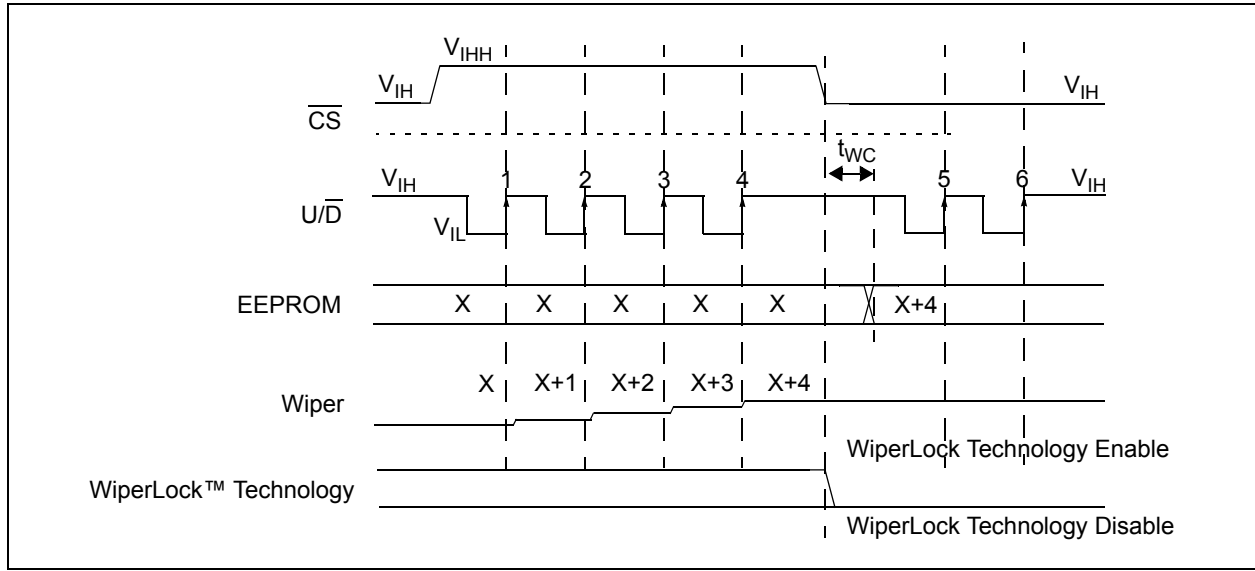 V_IHH
V_IH V_IH
C̅S̅
t_WC
V_IH 1 2 3 4 5 6 V_IH
U/D̅
V_IL
EEPROM X X X X X X+4
X X+1 X+2 X+3 X+4
Wiper
WiperLock Technology Enable
WiperLock™ Technology
WiperLock Technology Disable